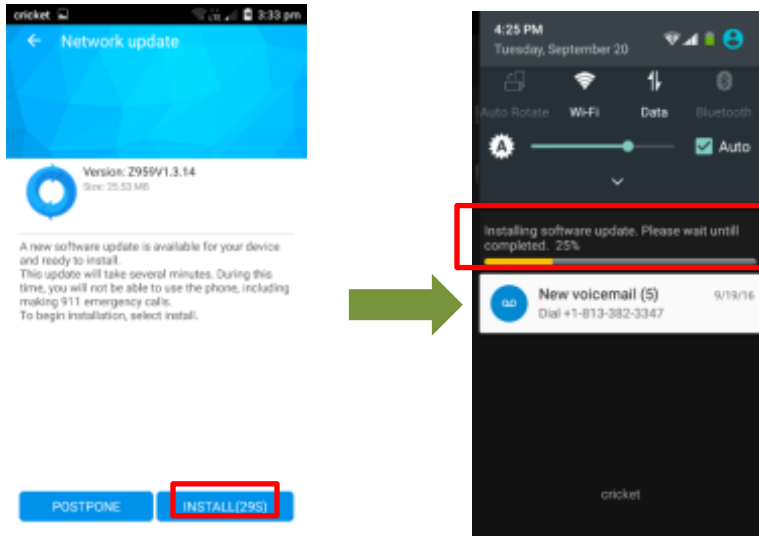 cricket 3:33 pm
Network update
Version: Z959V1.3.14
Size: 25.53 MB
A new software update is available for your device
and ready to install.
This update will take several minutes. During this
time, you will not be able to use the phone, including
making 911 emergency calls.
To begin installation, select install.
POSTPONE INSTALL(29S)
4:25 PM
Tuesday, September 20
Auto Rotate Wi-Fi Data Bluetooth
A Auto
Installing software update. Please wait untill
completed. 25%
New voicemail (5) 9/19/16
Dial +1-813-382-3347
cricket